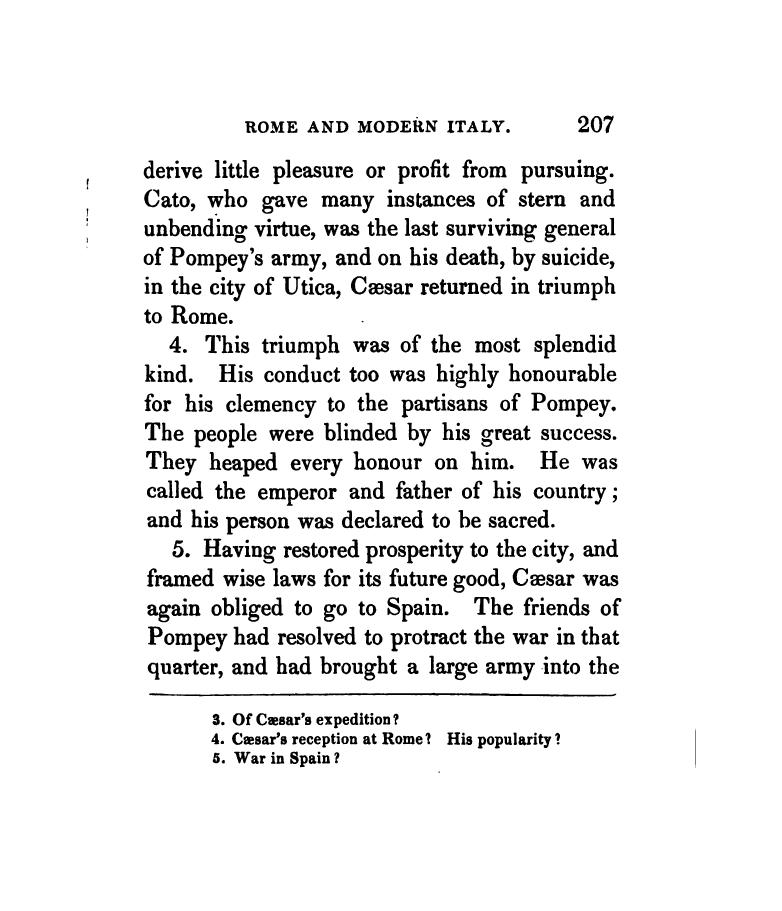 ROME AND MODERN ITALY. 207
derive little pleasure or profit from pursuing.
Cato, who gave many instances of stern and
unbending virtue, was the last surviving general
of Pompey's army, and on his death, by suicide,
in the city of Utica, Cæsar returned in triumph
to Rome.
4. This triumph was of the most splendid
kind. His conduct too was highly honourable
for his clemency to the partisans of Pompey.
The people were blinded by his great success.
They heaped every honour on him. He was
called the emperor and father of his country;
and his person was declared to be sacred.
5. Having restored prosperity to the city, and
framed wise laws for its future good, Cæsar was
again obliged to go to Spain. The friends of
Pompey had resolved to protract the war in that
quarter, and had brought a large army into the
3. Of Cæsar's expedition?
4. Cæsar's reception at Rome? His popularity?
5. War in Spain?